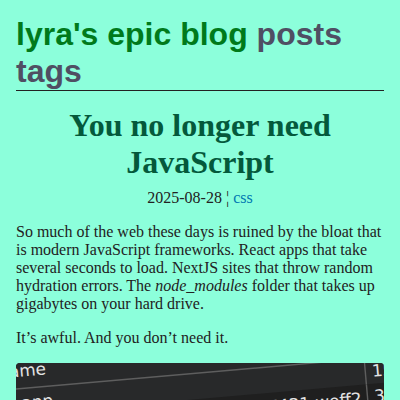 lyra's epic blog posts
tags
You no longer need
JavaScript
2025-08-28 ¦ css
So much of the web these days is ruined by the bloat that
is modern JavaScript frameworks. React apps that take
several seconds to load. NextJS sites that throw random
hydration errors. The node_modules folder that takes up
gigabytes on your hard drive.
It’s awful. And you don’t need it.
1
3